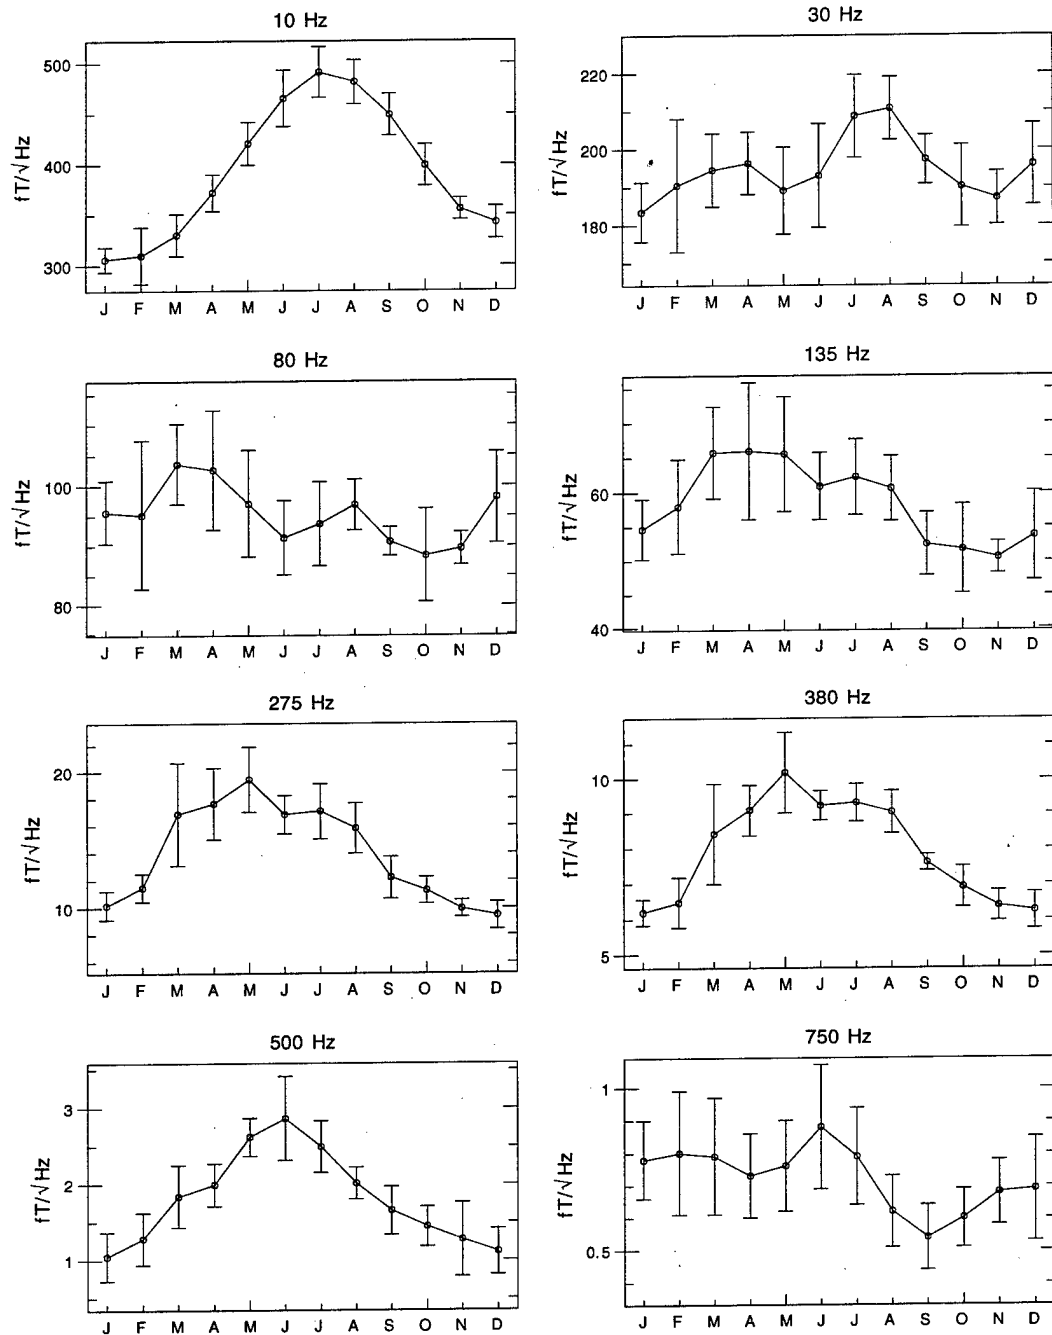 10 Hz
500
400
300
fT/√Hz
J F M A M J J A S O N D
30 Hz
220
200
180
fT/√Hz
J F M A M J J A S O N D
80 Hz
100
80
fT/√Hz
J F M A M J J A S O N D
135 Hz
60
40
fT/√Hz
J F M A M J J A S O N D
275 Hz
20
10
fT/√Hz
J F M A M J J A S O N D
380 Hz
10
5
fT/√Hz
J F M A M J J A S O N D
500 Hz
3
2
1
fT/√Hz
J F M A M J J A S O N D
750 Hz
1
0.5
fT/√Hz
J F M A M J J A S O N D